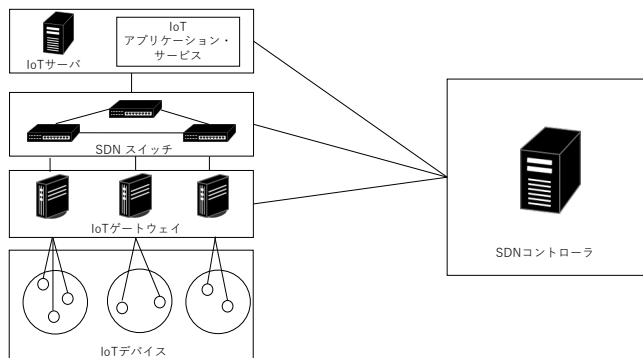 IoT
アプリケーション・
サービス
IoTサーバ
SDN スイッチ
IoTゲートウェイ
IoTデバイス
SDNコントローラ